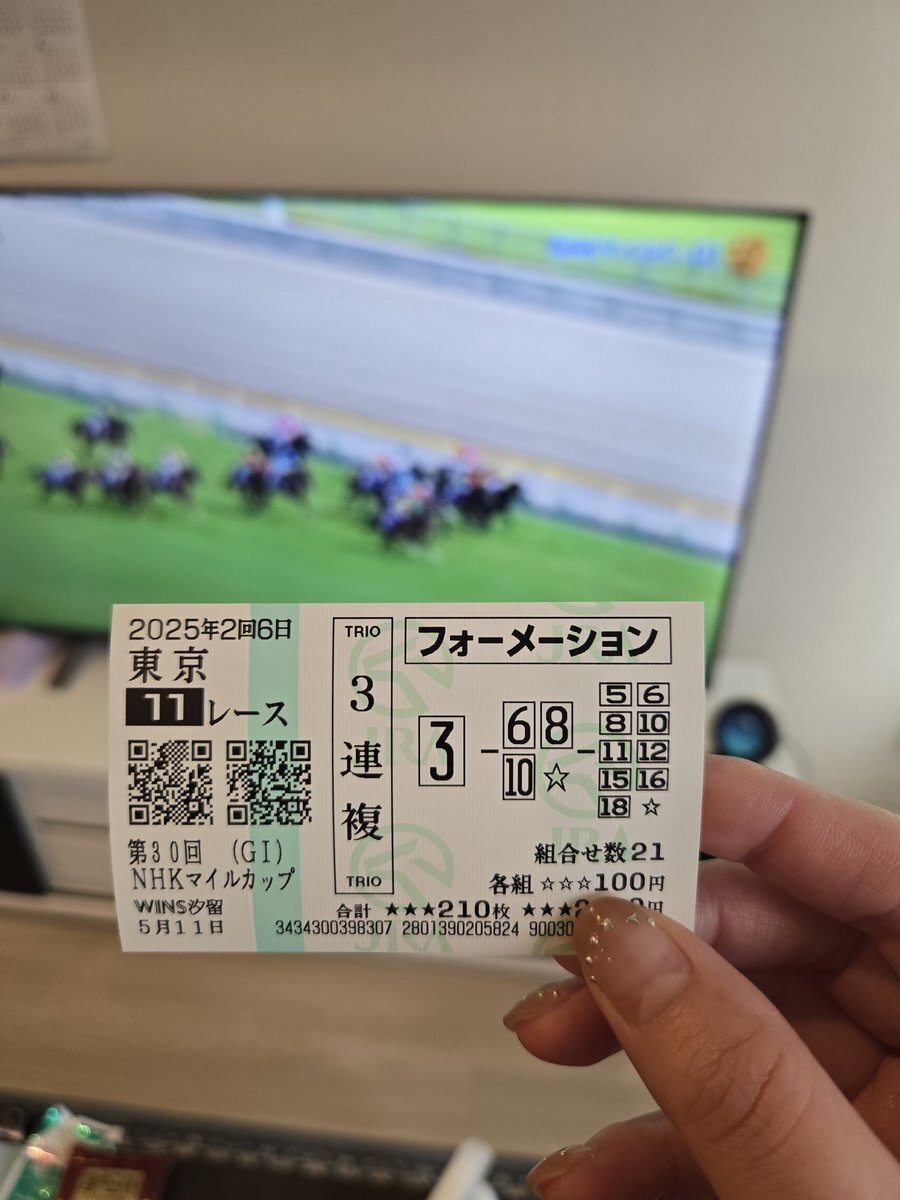 2025年2回6日
東京
11レース
第30回 (GI)
NHKマイルカップ
WINS汐留
5月11日
TRIO
3連複
TRIO
フォーメーション
3-6 8 10 ☆-5 6 8 10 11 12 15 16 18 ☆
組合せ数21
各組 ☆☆☆100円
合計 ★★★210枚 ★★★
3434300398307 2801390205824 90030
JRA